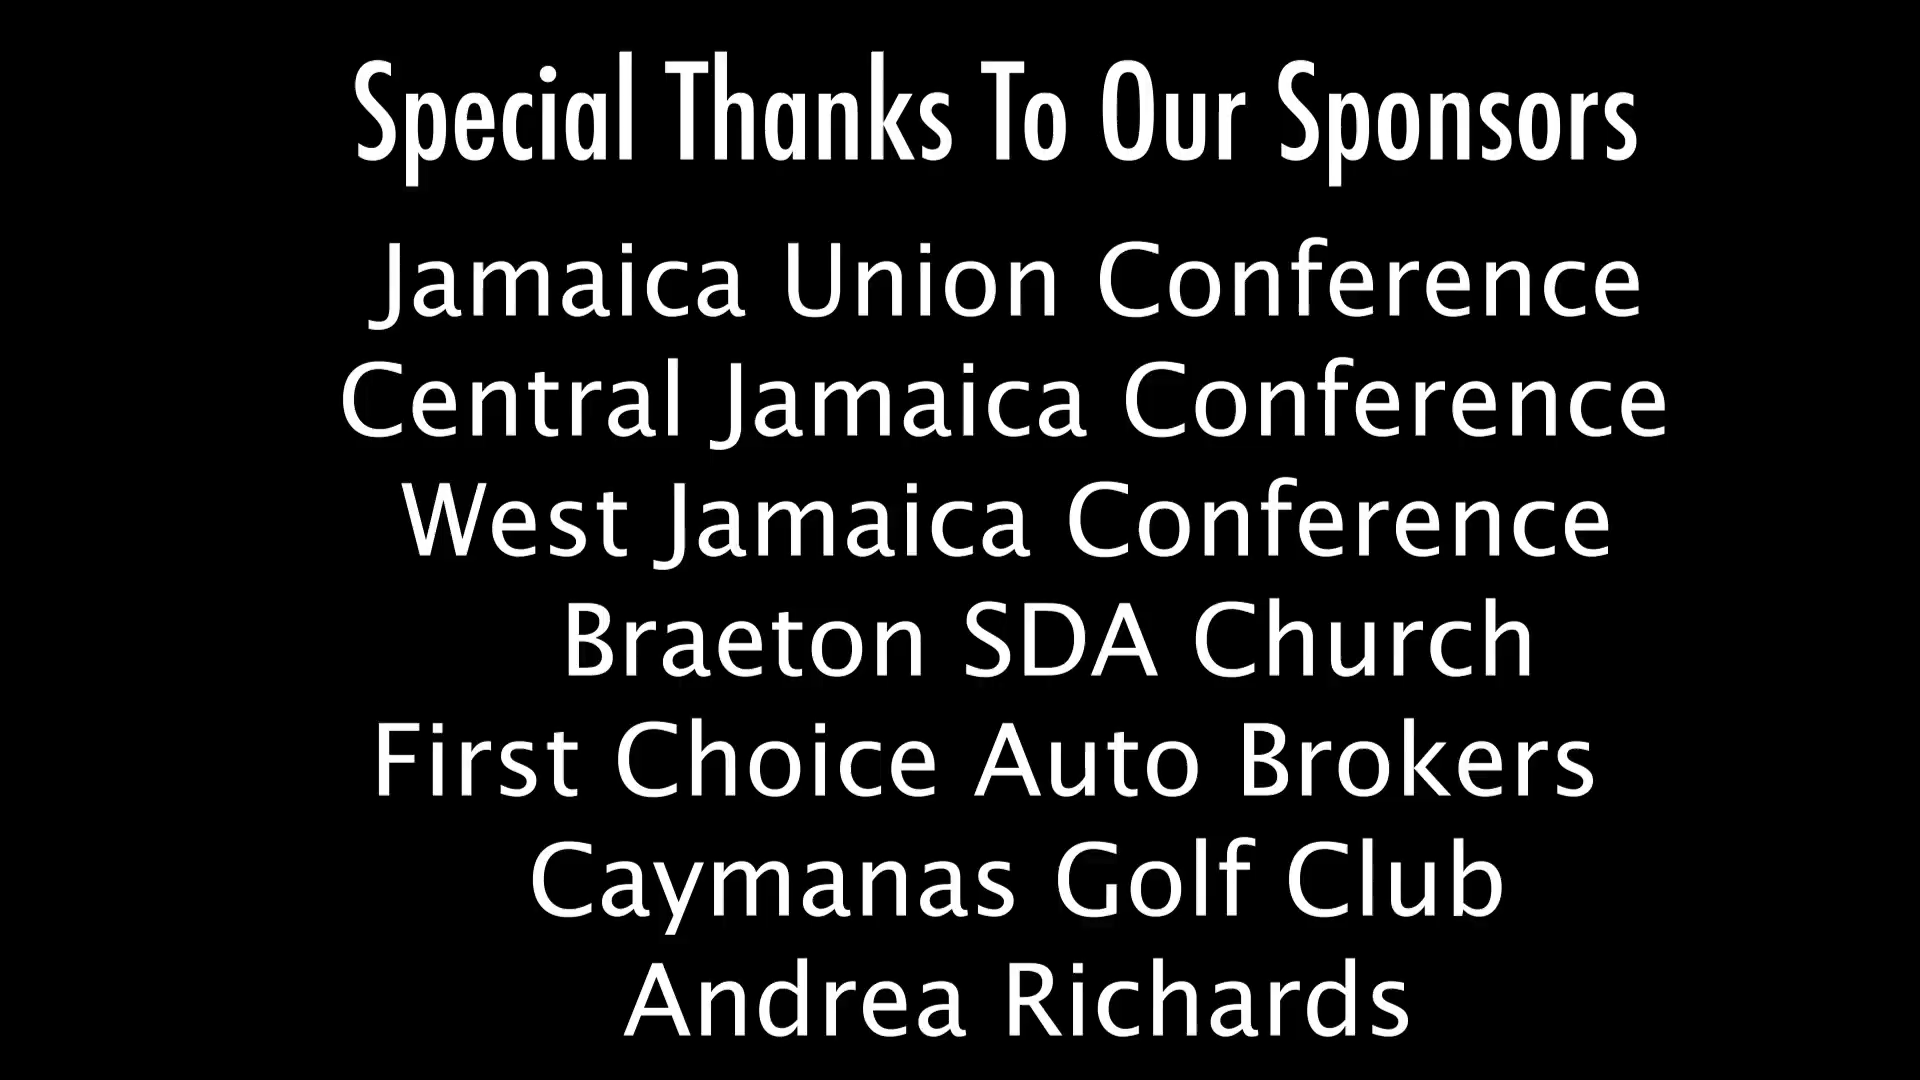 Special Thanks To Our Sponsors
Jamaica Union Conference
Central Jamaica Conference
West Jamaica Conference
Braeton SDA Church
First Choice Auto Brokers
Caymanas Golf Club
Andrea Richards